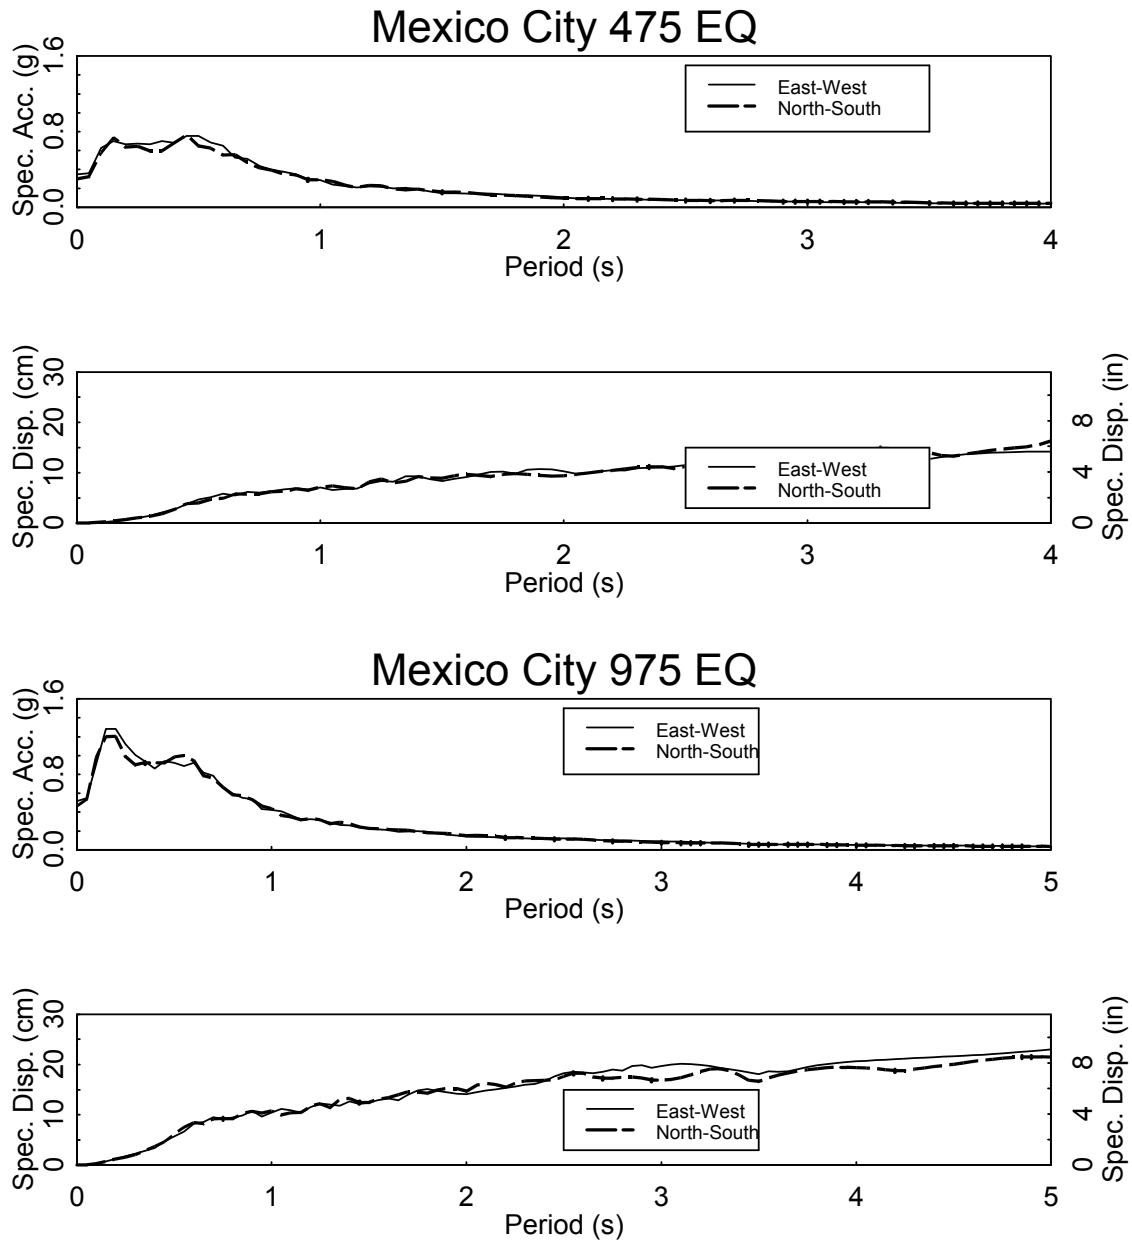 Mexico City 475 EQ
Spec. Acc. (g)
0.0 0.8 1.6
East-West
North-South
0 1 2 3 4
Period (s)
Spec. Disp. (cm)
0 10 20 30
East-West
North-South
0 4 8
Spec. Disp. (in)
0 1 2 3 4
Period (s)
Mexico City 975 EQ
Spec. Acc. (g)
0.0 0.8 1.6
East-West
North-South
0 1 2 3 4 5
Period (s)
Spec. Disp. (cm)
0 10 20 30
East-West
North-South
0 4 8
Spec. Disp. (in)
0 1 2 3 4 5
Period (s)